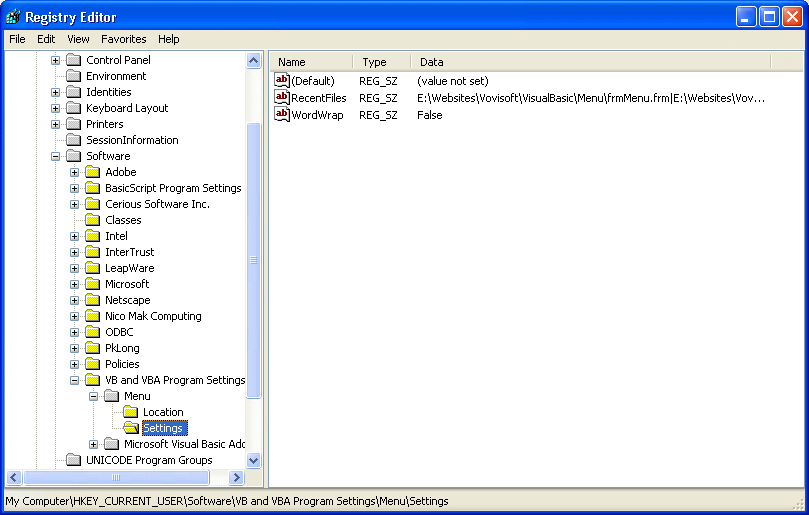 Registry Editor
File Edit View Favorites Help
Control Panel
Environment
Identities
Keyboard Layout
Printers
SessionInformation
Software
Adobe
BasicScript Program Settings
Cerious Software Inc.
Classes
Intel
InterTrust
LeapWare
Microsoft
Netscape
Nico Mak Computing
ODBC
PkLong
Policies
VB and VBA Program Settings
Menu
Location
Settings
Microsoft Visual Basic Adc
UNICODE Program Groups
Name Type Data
ab (Default) REG_SZ (value not set)
ab RecentFiles REG_SZ E:\Websites\Vovisoft\VisualBasic\Menu\frmMenu.frm|E:\Websites\Vov...
ab WordWrap REG_SZ False
My Computer\HKEY_CURRENT_USER\Software\VB and VBA Program Settings\Menu\Settings